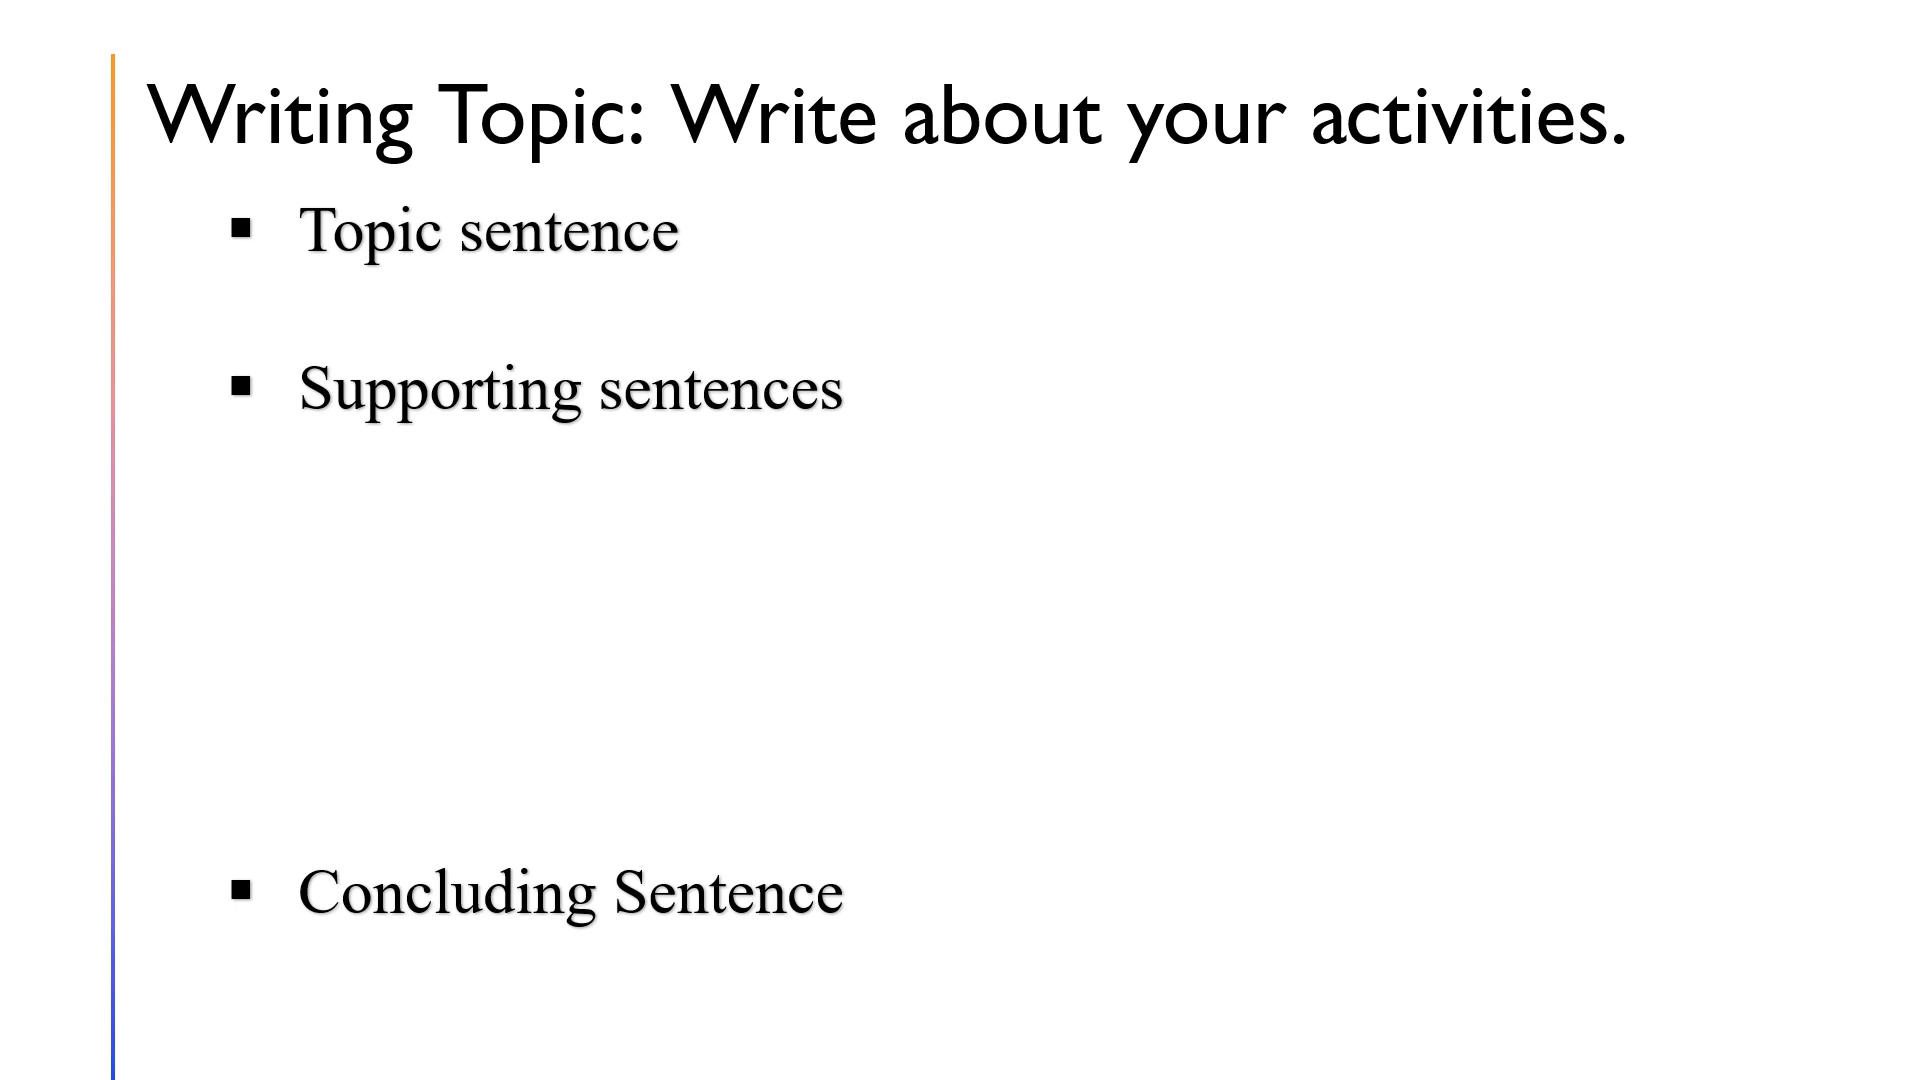 Writing Topic: Write about your activities.
▪ Topic sentence
▪ Supporting sentences
▪ Concluding Sentence